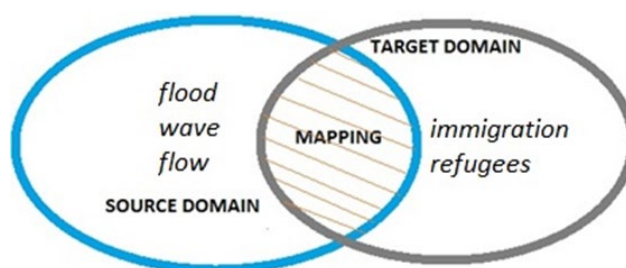 TARGET DOMAIN
flood
wave
flow
MAPPING
immigration
refugees
SOURCE DOMAIN